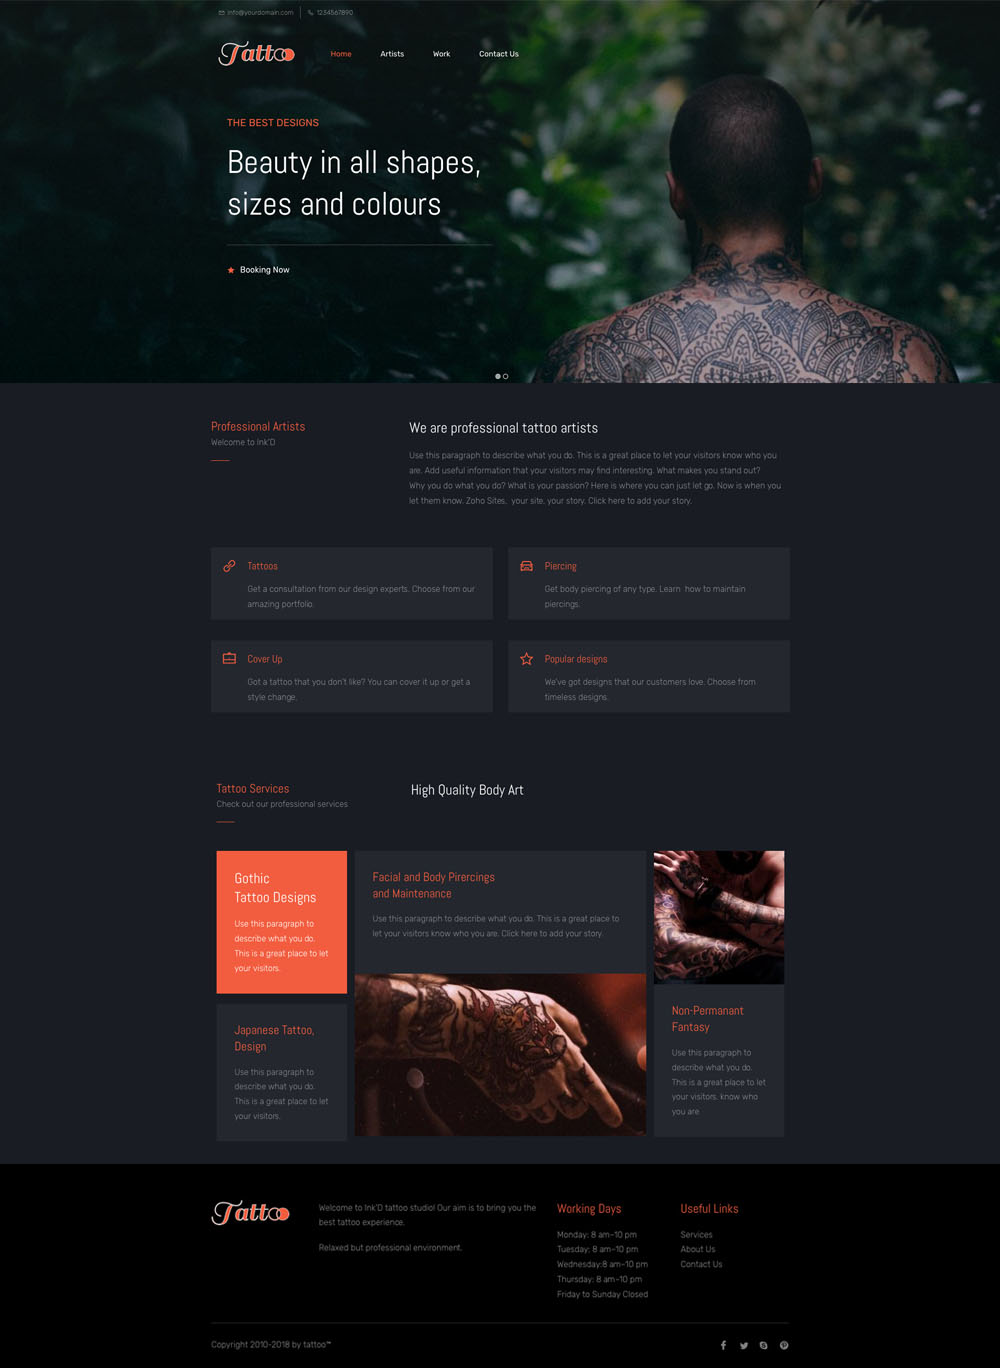 info@yourdomain.com
1234567890
Tattoo
Home
Artists
Work
Contact Us
THE BEST DESIGNS
Beauty in all shapes,
sizes and colours
Booking Now
Professional Artists
Welcome to Ink'D
We are professional tattoo artists
Use this paragraph to describe what you do. This is a great place to let your visitors know who you
are. Add useful information that your visitors may find interesting. What makes you stand out?
Why you do what you do? What is your passion? Here is where you can just let go. Now is when you
let them know. Zoho Sites, your site, your story. Click here to add your story.
Tattoos
Get a consultation from our design experts. Choose from our
amazing portfolio.
Piercing
Get body piercing of any type. Learn how to maintain
piercings.
Cover Up
Got a tattoo that you don't like? You can cover it up or get a
style change.
Popular designs
We've got designs that our customers love. Choose from
timeless designs.
Tattoo Services
Check out our professional services
High Quality Body Art
Gothic
Tattoo Designs
Use this paragraph to
describe what you do.
This is a great place to let
your visitors.
Japanese Tattoo,
Design
Use this paragraph to
describe what you do.
This is a great place to let
your visitors.
Facial and Body Pirercings
and Maintenance
Use this paragraph to describe what you do. This is a great place to
let your visitors know who you are. Click here to add your story.
Non-Permanant
Fantasy
Use this paragraph to
describe what you do.
This is a great place to let
your visitors. know who
you are
Tattoo
Welcome to Ink'D tattoo studio! Our aim is to bring you the
best tattoo experience.
Relaxed but professional environment.
Working Days
Monday: 8 am–10 pm
Tuesday: 8 am–10 pm
Wednesday:8 am–10 pm
Thursday: 8 am–10 pm
Friday to Sunday Closed
Useful Links
Services
About Us
Contact Us
Copyright 2010-2018 by tattoo™